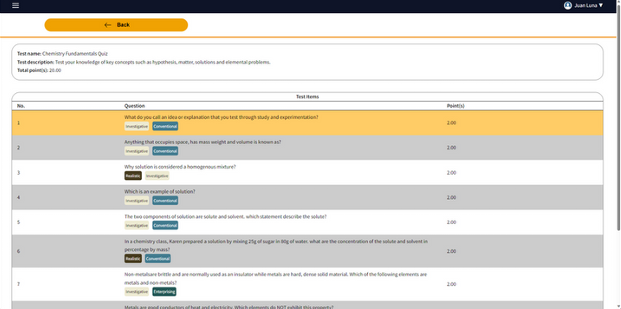 Juan Luna ▼
← Back
Test name: Chemistry Fundamentals Quiz
Test description: Test your knowledge of key concepts such as hypothesis, matter, solutions and elemental problems.
Total point(s): 20.00
Test Items
No. Question Point(s)
1 What do you call an idea or explanation that you test through study and experimentation? 2.00
Investigative Conventional
2 Anything that occupies space, has mass weight and volume is known as? 2.00
Investigative Conventional
3 Why solution is considered a homogenous mixture? 2.00
Realistic Investigative
4 Which is an example of solution? 2.00
Investigative Conventional
5 The two components of solution are solute and solvent, which statement describe the solute? 2.00
Investigative Conventional
6 In a chemistry class, Karen prepared a solution by mixing 25g of sugar in 80g of water, what are the concentration of the solute and solvent in
percentage by mass? 2.00
Realistic Conventional
7 Non-metalsare brittle and are normally used as an insulator while metals are hard, dense solid material. Which of the following elements are
metals and non-metals? 2.00
Investigative Enterprising
Metals are good conductors of heat and electricity. Which elements do NOT exhibit this property?